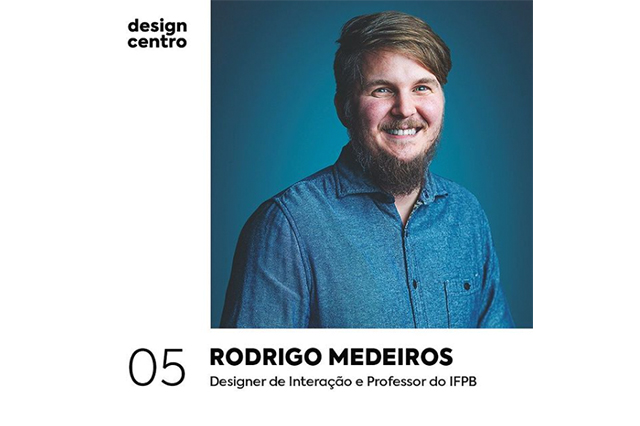 design
centro
05
RODRIGO MEDEIROS
Designer de Interação e Professor do IFPB